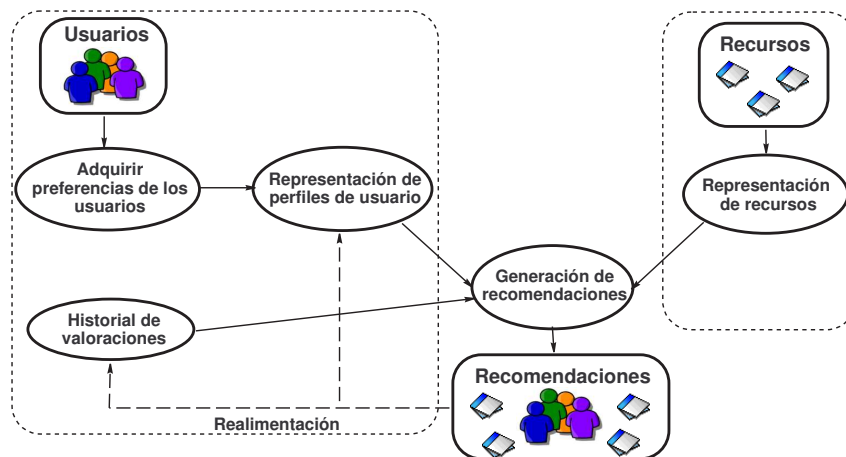 Usuarios
Recursos
Adquirir
preferencias de los
usuarios
Representación de
perfiles de usuario
Representación
de recursos
Generación de
recomendaciones
Historial de
valoraciones
Recomendaciones
Realimentación